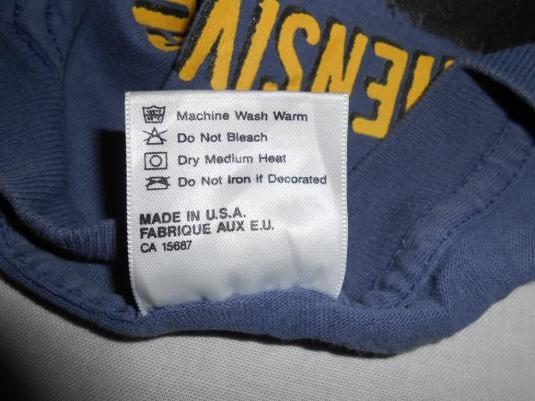 ENSIV
Machine Wash Warm
Do Not Bleach
Dry Medium Heat
Do Not Iron if Decorated
MADE IN U.S.A.
FABRIQUE AUX E.U.
CA 15687